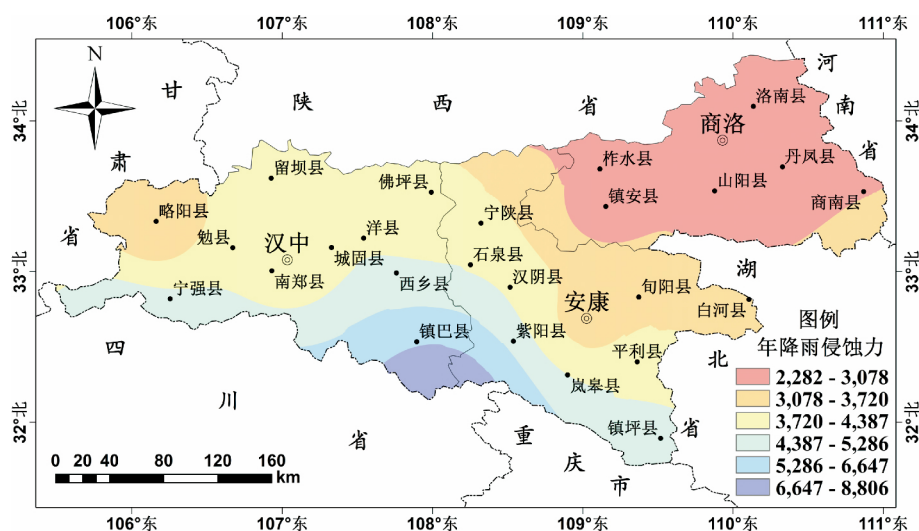 106°东 107°东 108°东 109°东 110°东 111°东
N
甘
肃
省
陕 西 省
河
南
省
34°北
33°北
32°北
34°北
33°北
32°北
洛南县
商洛
柞水县
丹凤县
镇安县
山阳县
商南县
留坝县
佛坪县
略阳县
宁陕县
勉县
汉中
洋县
城固县
石泉县
南郑县
西乡县
汉阴县
宁强县
安康
旬阳县
白河县
镇巴县
紫阳县
平利县
岚皋县
镇坪县
湖
北
省
四
川
省
重
庆
市
图例
年降雨侵蚀力
2,282 - 3,078
3,078 - 3,720
3,720 - 4,387
4,387 - 5,286
5,286 - 6,647
6,647 - 8,806
0 20 40 80 120 160
km
106°东 107°东 108°东 109°东 110°东 111°东